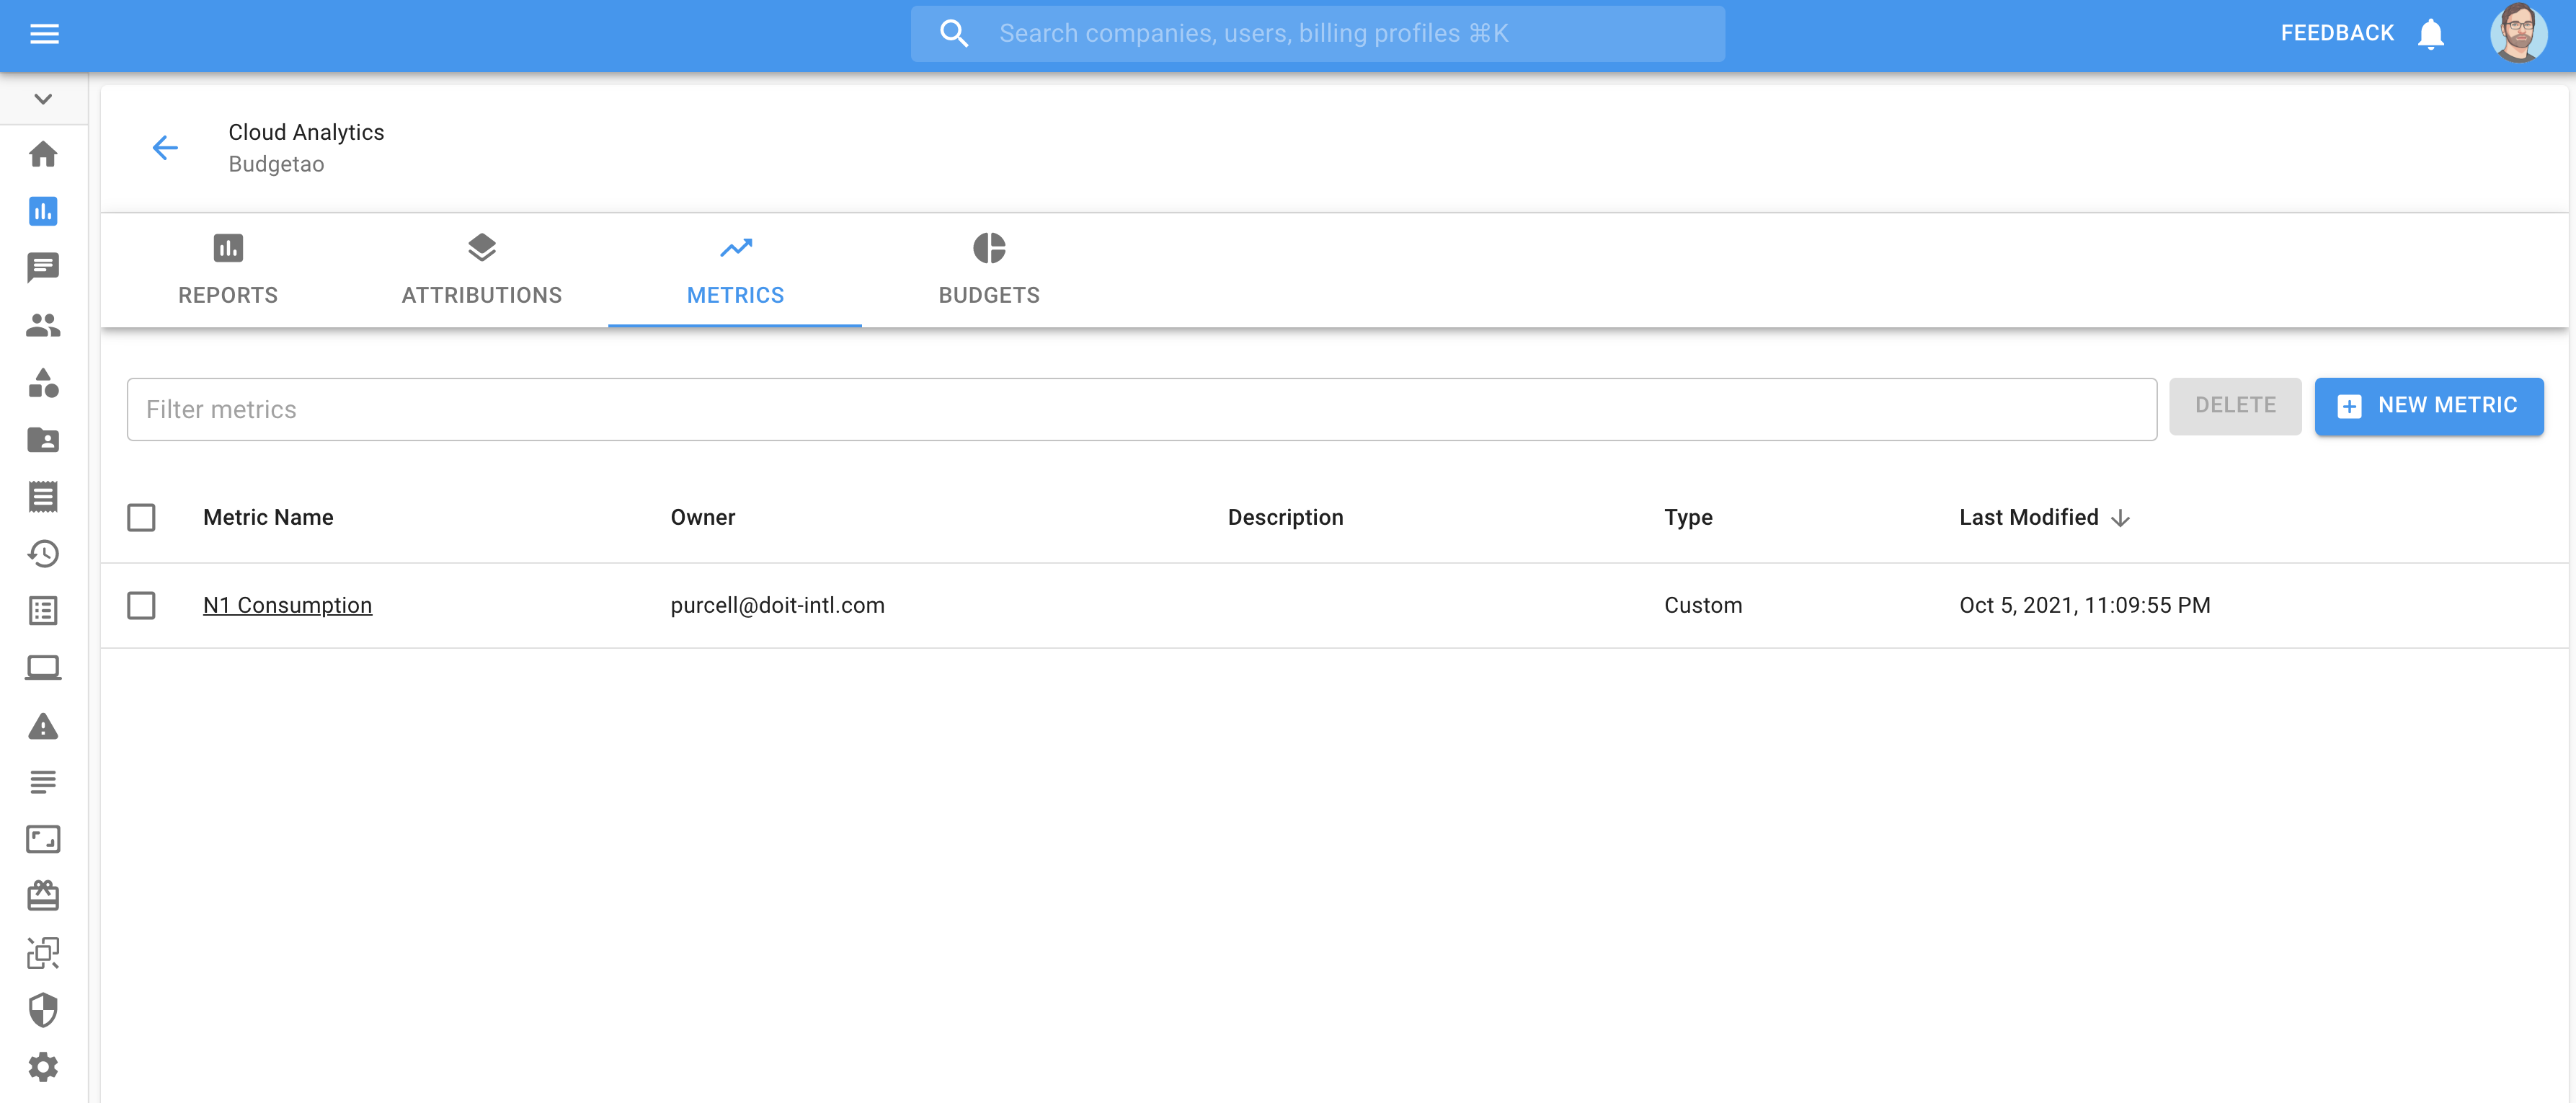 Search companies, users, billing profiles ⌘K
FEEDBACK
Cloud Analytics
Budgetao
REPORTS
ATTRIBUTIONS
METRICS
BUDGETS
Filter metrics
DELETE
NEW METRIC
Metric Name Owner Description Type Last Modified
N1 Consumption purcell@doit-intl.com Custom Oct 5, 2021, 11:09:55 PM